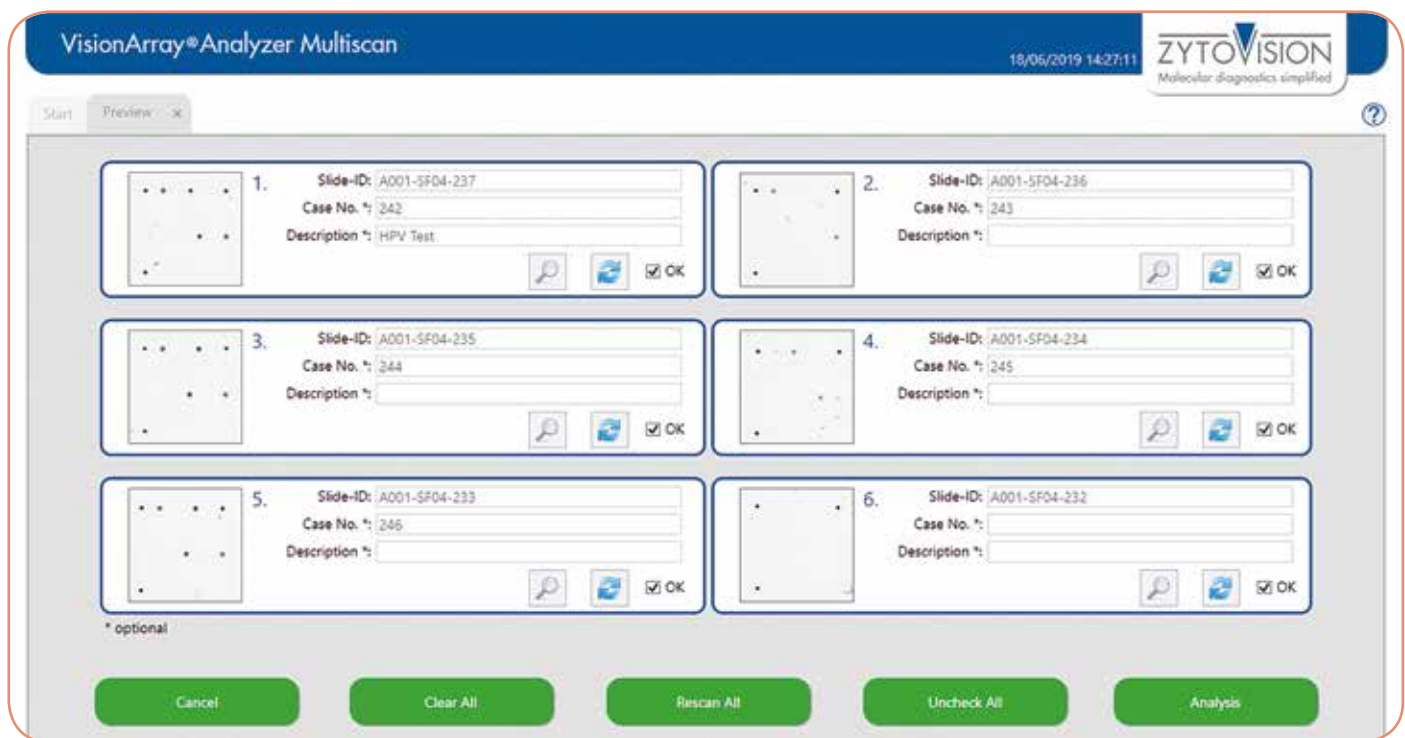 VisionArray®Analyzer Multiscan
18/06/2019 14:27:11
ZYTOVISION
Molecular diagnostics simplified
Start
Preview x
?
1.
Slide-ID: A001-SF04-237
Case No. *: 242
Description *: HPV Test
OK
2.
Slide-ID: A001-SF04-236
Case No. *: 243
Description *:
OK
3.
Slide-ID: A001-SF04-235
Case No. *: 244
Description *:
OK
4.
Slide-ID: A001-SF04-234
Case No. *: 245
Description *:
OK
5.
Slide-ID: A001-SF04-233
Case No. *: 246
Description *:
OK
6.
Slide-ID: A001-SF04-232
Case No. *:
Description *:
OK
* optional
Cancel
Clear All
Rescan All
Uncheck All
Analysis